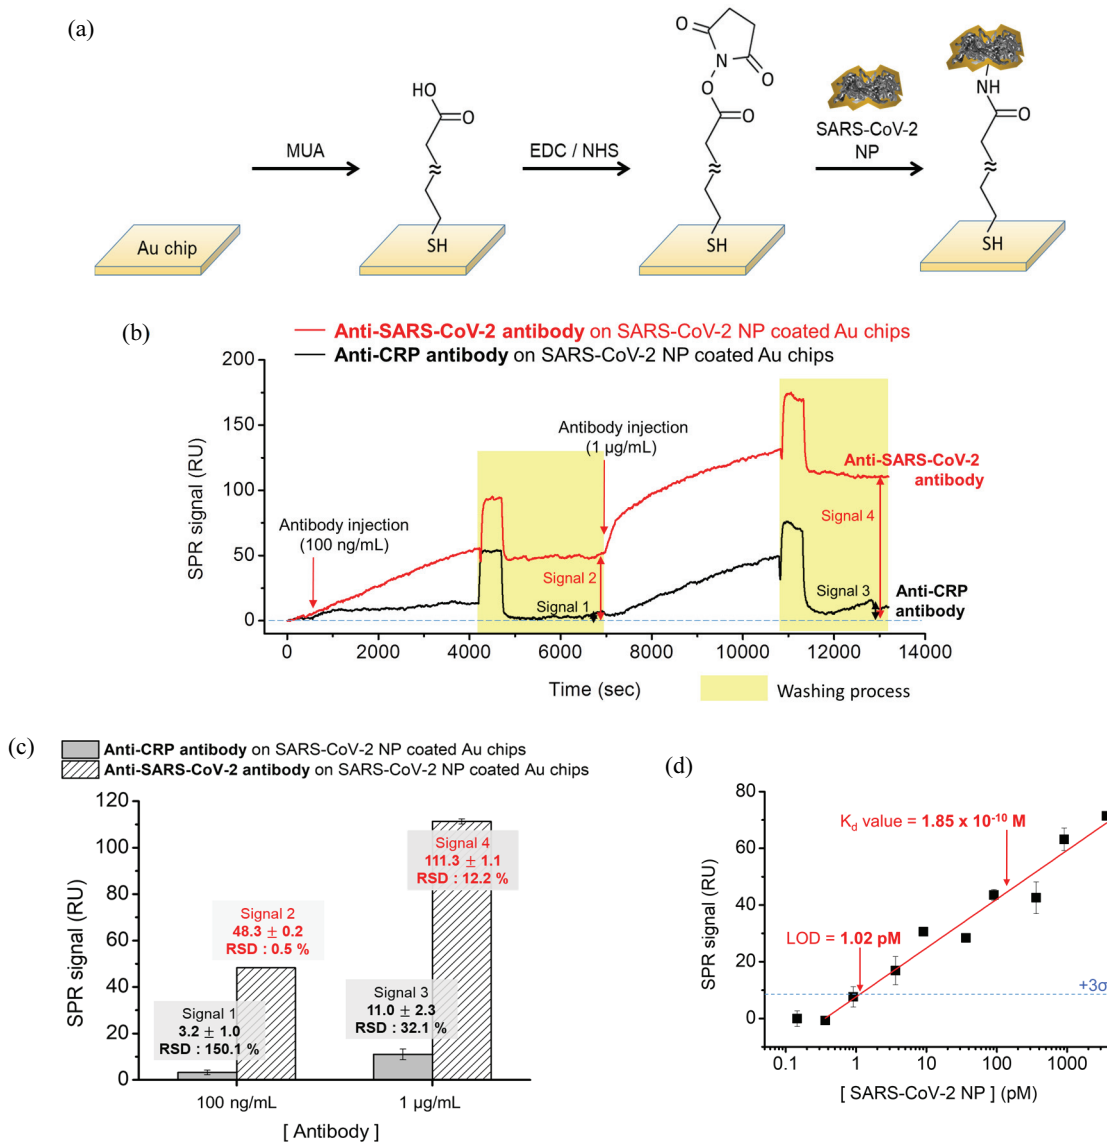 (a)
HO
O
MUA
Au chip
SH
EDC / NHS
O
N
O
O
O
SH
SARS-CoV-2
NP
NH
O
SH
(b)
Anti-SARS-CoV-2 antibody on SARS-CoV-2 NP coated Au chips
Anti-CRP antibody on SARS-CoV-2 NP coated Au chips
SPR signal (RU)
200
150
100
50
0
Antibody injection
(100 ng/mL)
Antibody injection
(1 µg/mL)
Signal 2
Signal 1
Anti-SARS-CoV-2
antibody
Signal 4
Signal 3
Anti-CRP
antibody
0 2000 4000 6000 8000 10000 12000 14000
Time (sec)
Washing process
(c)
Anti-CRP antibody on SARS-CoV-2 NP coated Au chips
Anti-SARS-CoV-2 antibody on SARS-CoV-2 NP coated Au chips
SPR signal (RU)
120
100
80
60
40
20
0
Signal 1
3.2 ± 1.0
RSD : 150.1 %
Signal 2
48.3 ± 0.2
RSD : 0.5 %
Signal 3
11.0 ± 2.3
RSD : 32.1 %
Signal 4
111.3 ± 1.1
RSD : 12.2 %
100 ng/mL 1 µg/mL
[ Antibody ]
(d)
SPR signal (RU)
80
60
40
20
0
Kd value = 1.85 x 10⁻¹⁰ M
LOD = 1.02 pM
+3σ
0.1 1 10 100 1000
[ SARS-CoV-2 NP ] (pM)